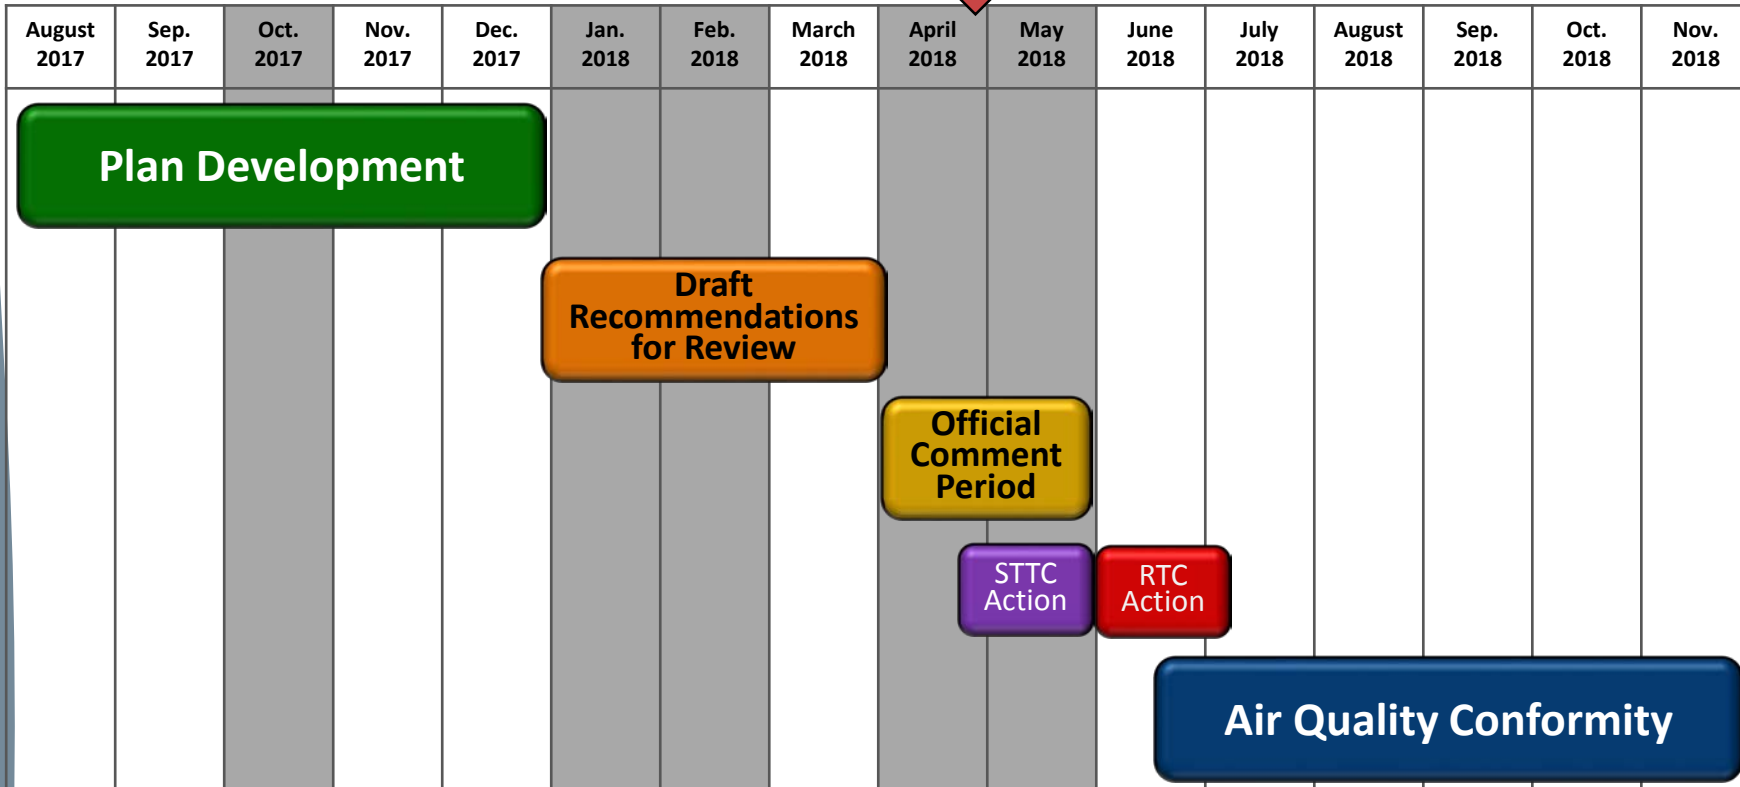 August Sep. Oct. Nov. Dec. Jan. Feb. March April May June July August Sep. Oct. Nov.
2017 2017 2017 2017 2017 2018 2018 2018 2018 2018 2018 2018 2018 2018 2018 2018
Plan Development
Draft
Recommendations
for Review
Official
Comment
Period
STTC
Action
RTC
Action
Air Quality Conformity